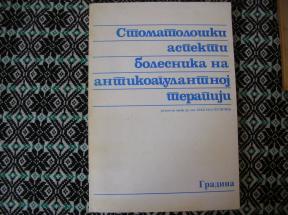 Стоматолошки
аспекти
болесника на
антикоагулантној
терапији
Градина